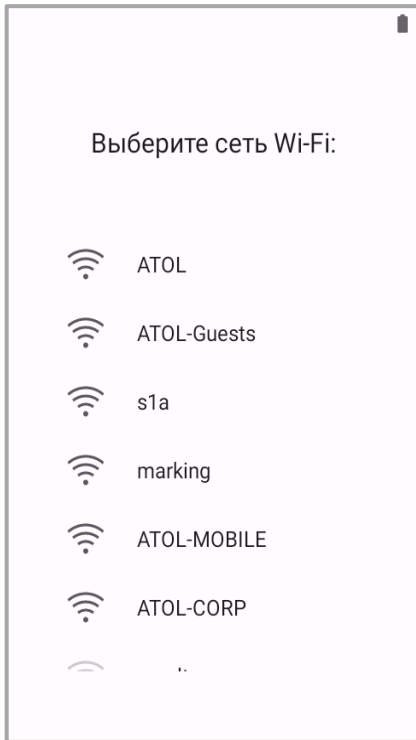 Выберите сеть Wi-Fi:
ATOL
ATOL-Guests
s1a
marking
ATOL-MOBILE
ATOL-CORP